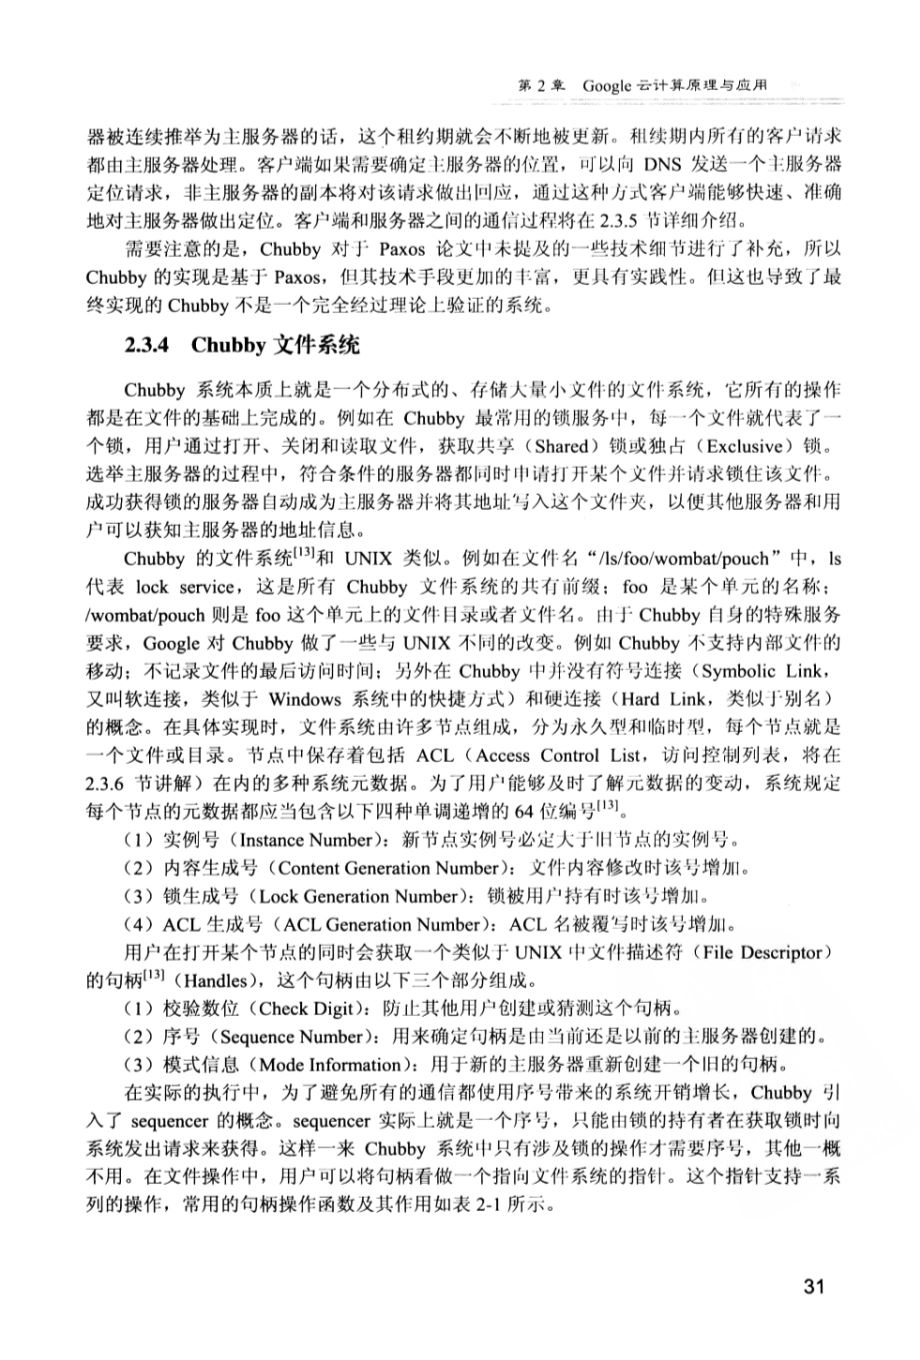 第 2 章　Google 云计算原理与应用
器被连续推举为主服务器的话，这个租约期就会不断地被更新。租续期内所有的客户请求
都由主服务器处理。客户端如果需要确定主服务器的位置，可以向 DNS 发送一个主服务器
定位请求，非主服务器的副本将对该请求做出回应，通过这种方式客户端能够快速、准确
地对主服务器做出定位。客户端和服务器之间的通信过程将在 2.3.5 节详细介绍。
需要注意的是，Chubby 对于 Paxos 论文中未提及的一些技术细节进行了补充，所以
Chubby 的实现是基于 Paxos，但其技术手段更加的丰富，更具有实践性。但这也导致了最
终实现的 Chubby 不是一个完全经过理论上验证的系统。
2.3.4　Chubby 文件系统
Chubby 系统本质上就是一个分布式的、存储大量小文件的文件系统，它所有的操作
都是在文件的基础上完成的。例如在 Chubby 最常用的锁服务中，每一个文件就代表了一
个锁，用户通过打开、关闭和读取文件，获取共享（Shared）锁或独占（Exclusive）锁。
选举主服务器的过程中，符合条件的服务器都同时申请打开某个文件并请求锁住该文件。
成功获得锁的服务器自动成为主服务器并将其地址写入这个文件夹，以便其他服务器和用
户可以获知主服务器的地址信息。
Chubby 的文件系统[13]和 UNIX 类似。例如在文件名“/ls/foo/wombat/pouch”中，ls
代表 lock service，这是所有 Chubby 文件系统的共有前缀；foo 是某个单元的名称；
/wombat/pouch 则是 foo 这个单元上的文件目录或者文件名。由于 Chubby 自身的特殊服务
要求，Google 对 Chubby 做了一些与 UNIX 不同的改变。例如 Chubby 不支持内部文件的
移动；不记录文件的最后访问时间；另外在 Chubby 中并没有符号连接（Symbolic Link，
又叫软连接，类似于 Windows 系统中的快捷方式）和硬连接（Hard Link，类似于别名）
的概念。在具体实现时，文件系统由许多节点组成，分为永久型和临时型，每个节点就是
一个文件或目录。节点中保存着包括 ACL（Access Control List，访问控制列表，将在
2.3.6 节讲解）在内的多种系统元数据。为了用户能够及时了解元数据的变动，系统规定
每个节点的元数据都应当包含以下四种单调递增的 64 位编号[13]。
（1）实例号（Instance Number）：新节点实例号必定大于旧节点的实例号。
（2）内容生成号（Content Generation Number）：文件内容修改时该号增加。
（3）锁生成号（Lock Generation Number）：锁被用户持有时该号增加。
（4）ACL 生成号（ACL Generation Number）：ACL 名被覆写时该号增加。
用户在打开某个节点的同时会获取一个类似于 UNIX 中文件描述符（File Descriptor）
的句柄[13]（Handles），这个句柄由以下三个部分组成。
（1）校验数位（Check Digit）：防止其他用户创建或猜测这个句柄。
（2）序号（Sequence Number）：用来确定句柄是由当前还是以前的主服务器创建的。
（3）模式信息（Mode Information）：用于新的主服务器重新创建一个旧的句柄。
在实际的执行中，为了避免所有的通信都使用序号带来的系统开销增长，Chubby 引
入了 sequencer 的概念。sequencer 实际上就是一个序号，只能由锁的持有者在获取锁时向
系统发出请求来获得。这样一来 Chubby 系统中只有涉及锁的操作才需要序号，其他一概
不用。在文件操作中，用户可以将句柄看做一个指向文件系统的指针。这个指针支持一系
列的操作，常用的句柄操作函数及其作用如表 2-1 所示。
31